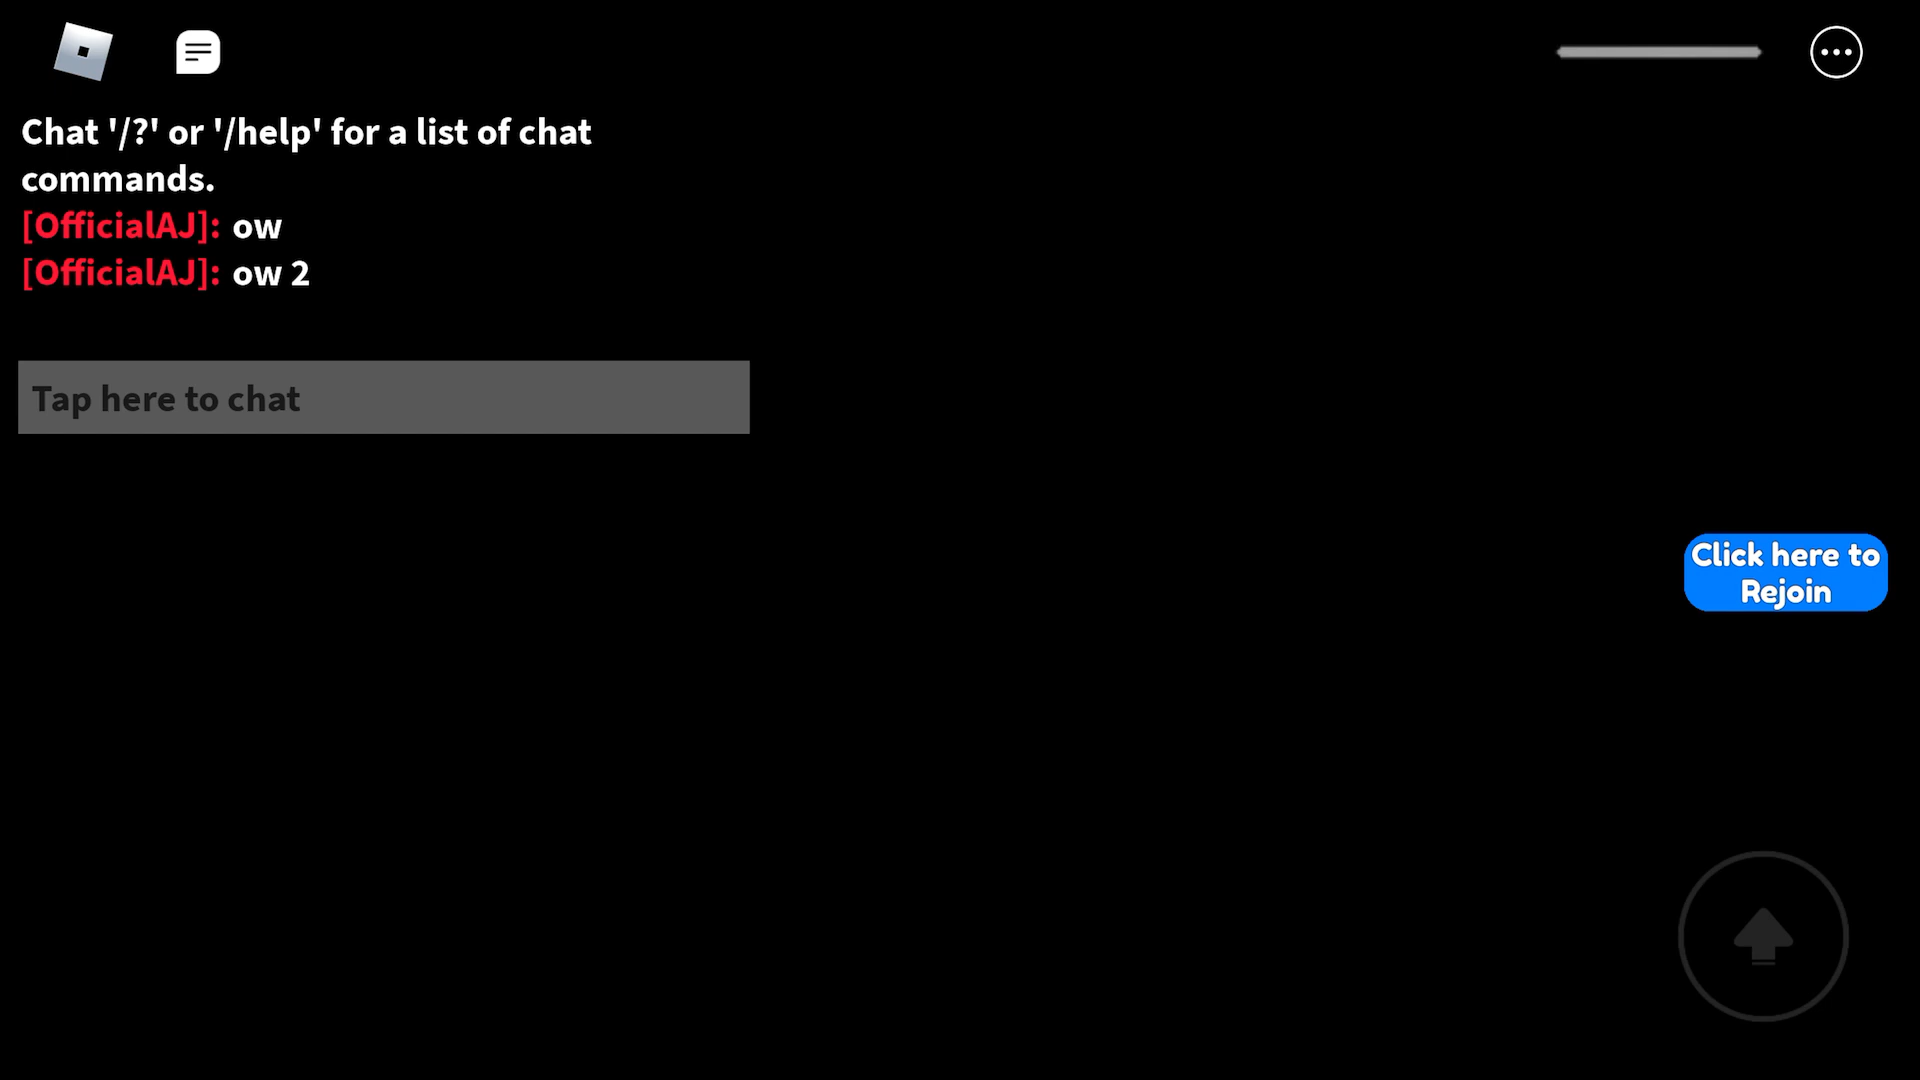 Chat '/?' or '/help' for a list of chat
commands.
[OfficialAJ]: ow
[OfficialAJ]: ow 2
Tap here to chat
Click here to
Rejoin